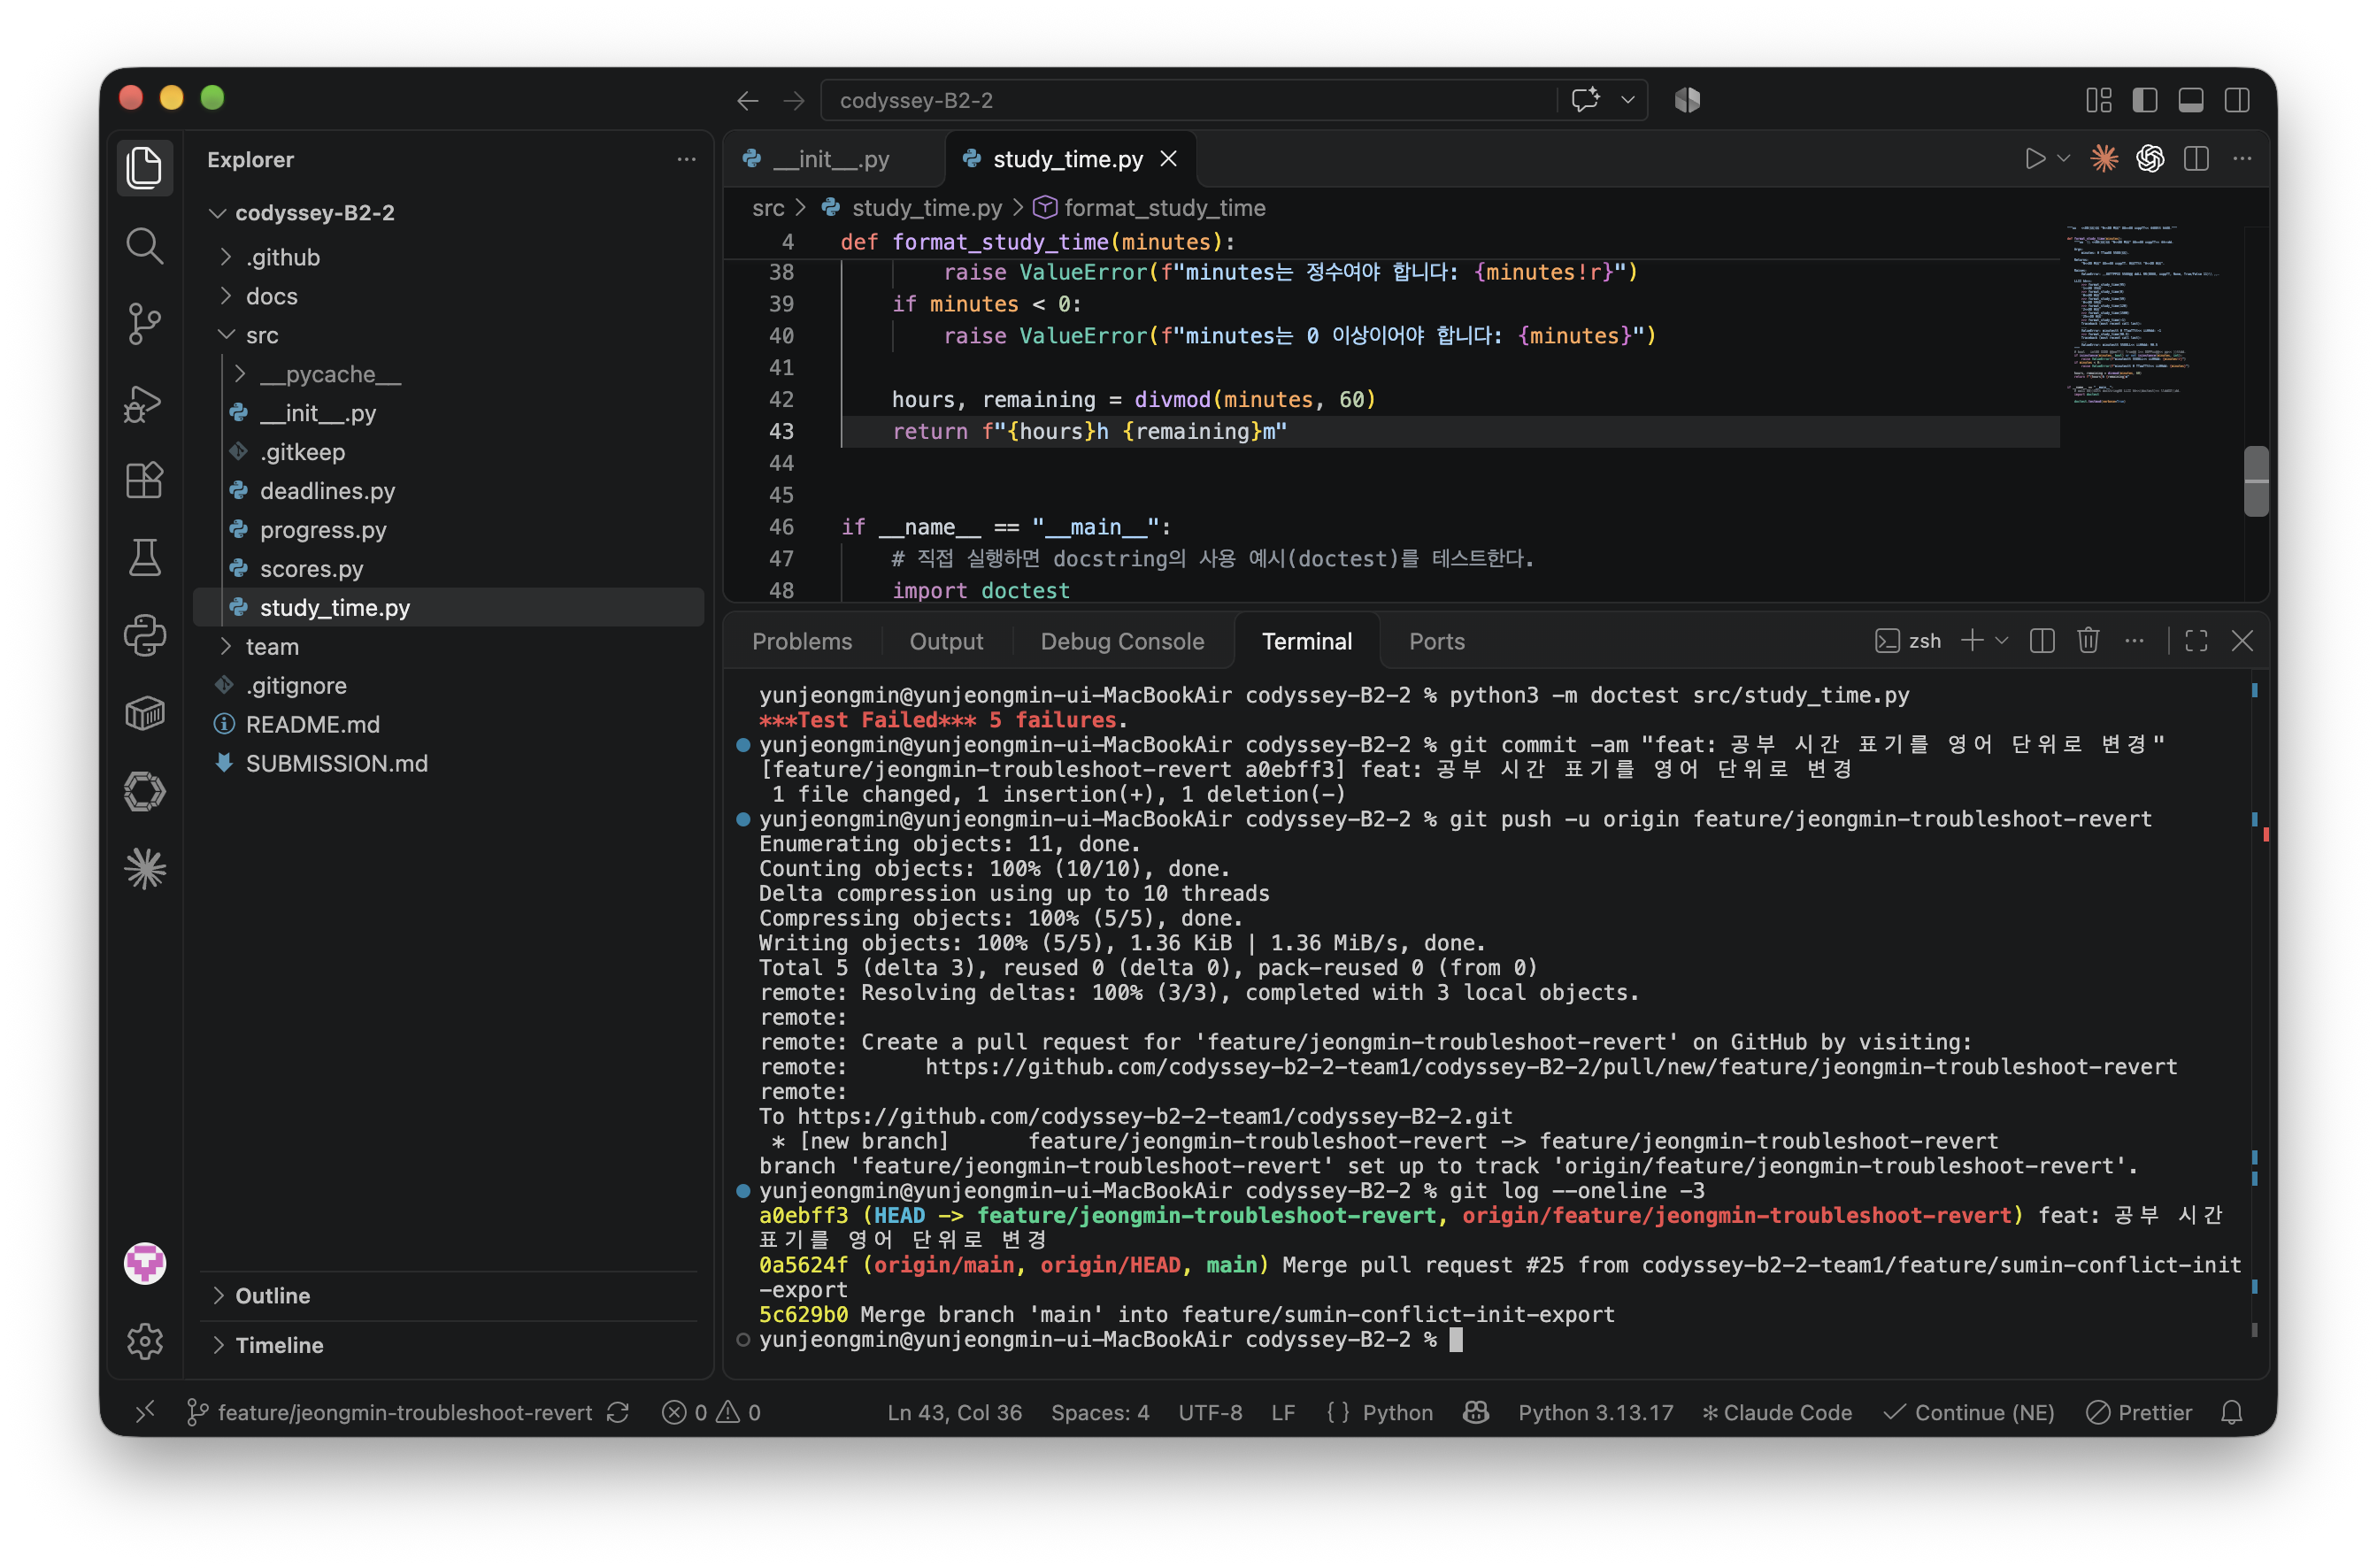 codyssey-B2-2
Explorer
codyssey-B2-2
.github
docs
src
__pycache__
__init__.py
.gitkeep
deadlines.py
progress.py
scores.py
study_time.py
team
.gitignore
README.md
SUBMISSION.md
Outline
Timeline
__init__.py
study_time.py
src > study_time.py > format_study_time
4 def format_study_time(minutes):
38 raise ValueError(f"minutes는 정수여야 합니다: {minutes!r}")
39 if minutes < 0:
40 raise ValueError(f"minutes는 0 이상이어야 합니다: {minutes}")
41
42 hours, remaining = divmod(minutes, 60)
43 return f"{hours}h {remaining}m"
44
45
46 if __name__ == "__main__":
47 # 직접 실행하면 docstring의 사용 예시(doctest)를 테스트한다.
48 import doctest
Problems Output Debug Console Terminal Ports zsh
yunjeongmin@yunjeongmin-ui-MacBookAir codyssey-B2-2 % python3 -m doctest src/study_time.py
***Test Failed*** 5 failures.
yunjeongmin@yunjeongmin-ui-MacBookAir codyssey-B2-2 % git commit -am "feat: 공부 시간 표기를 영어 단위로 변경"
[feature/jeongmin-troubleshoot-revert a0ebff3] feat: 공부 시간 표기를 영어 단위로 변경
1 file changed, 1 insertion(+), 1 deletion(-)
yunjeongmin@yunjeongmin-ui-MacBookAir codyssey-B2-2 % git push -u origin feature/jeongmin-troubleshoot-revert
Enumerating objects: 11, done.
Counting objects: 100% (10/10), done.
Delta compression using up to 10 threads
Compressing objects: 100% (5/5), done.
Writing objects: 100% (5/5), 1.36 KiB | 1.36 MiB/s, done.
Total 5 (delta 3), reused 0 (delta 0), pack-reused 0 (from 0)
remote: Resolving deltas: 100% (3/3), completed with 3 local objects.
remote:
remote: Create a pull request for 'feature/jeongmin-troubleshoot-revert' on GitHub by visiting:
remote: https://github.com/codyssey-b2-2-team1/codyssey-B2-2/pull/new/feature/jeongmin-troubleshoot-revert
remote:
To https://github.com/codyssey-b2-2-team1/codyssey-B2-2.git
* [new branch] feature/jeongmin-troubleshoot-revert -> feature/jeongmin-troubleshoot-revert
branch 'feature/jeongmin-troubleshoot-revert' set up to track 'origin/feature/jeongmin-troubleshoot-revert'.
yunjeongmin@yunjeongmin-ui-MacBookAir codyssey-B2-2 % git log --oneline -3
a0ebff3 (HEAD -> feature/jeongmin-troubleshoot-revert, origin/feature/jeongmin-troubleshoot-revert) feat: 공부 시간
표기를 영어 단위로 변경
0a5624f (origin/main, origin/HEAD, main) Merge pull request #25 from codyssey-b2-2-team1/feature/sumin-conflict-init
-export
5c629b0 Merge branch 'main' into feature/sumin-conflict-init-export
yunjeongmin@yunjeongmin-ui-MacBookAir codyssey-B2-2 %
feature/jeongmin-troubleshoot-revert 0 0 Ln 43, Col 36 Spaces: 4 UTF-8 LF {} Python Python 3.13.17 Claude Code Continue (NE) Prettier